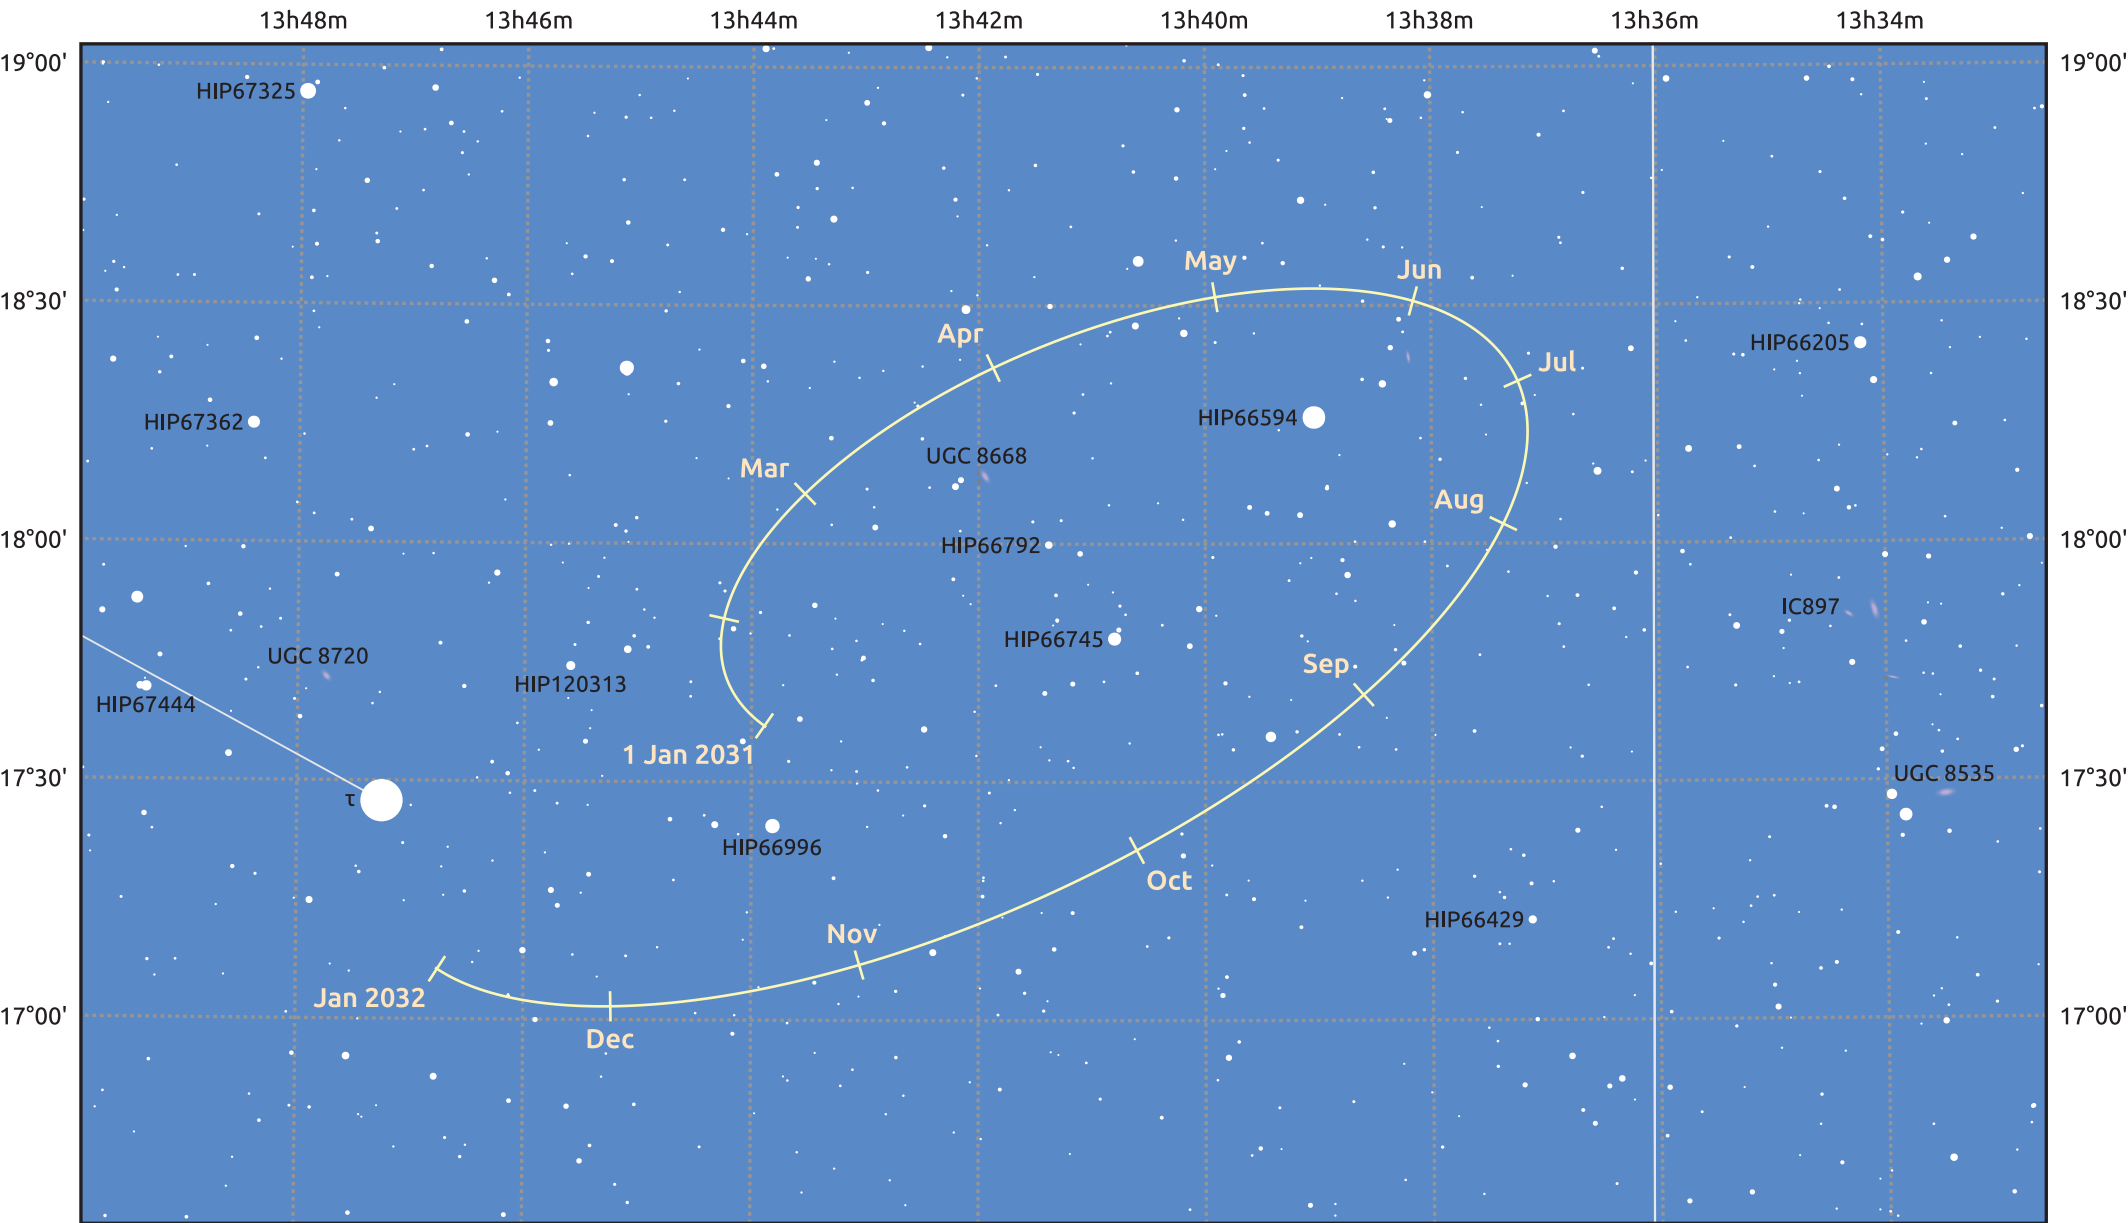 13h48m 13h46m 13h44m 13h42m 13h40m 13h38m 13h36m 13h34m
19°00' 19°00'
HIP67325
May
Jun
18°30' 18°30'
Apr
HIP66205
Jul
HIP67362
HIP66594
UGC 8668
Mar
Aug
18°00' 18°00'
HIP66792
IC897
HIP66745
UGC 8720
Sep
HIP120313
HIP67444
1 Jan 2031
17°30' 17°30'
UGC 8535
τ
HIP66996
Oct
HIP66429
Nov
Jan 2032
17°00' 17°00'
Dec